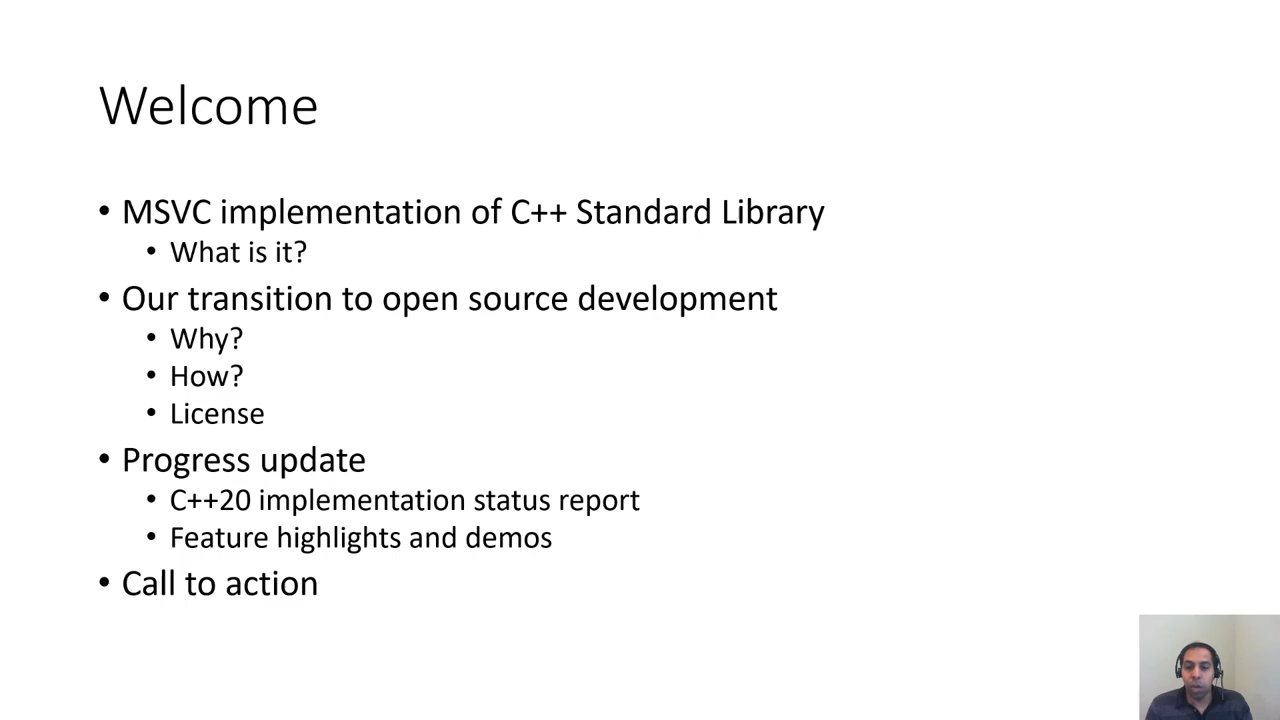 Welcome
• MSVC implementation of C++ Standard Library
• What is it?
• Our transition to open source development
• Why?
• How?
• License
• Progress update
• C++20 implementation status report
• Feature highlights and demos
• Call to action